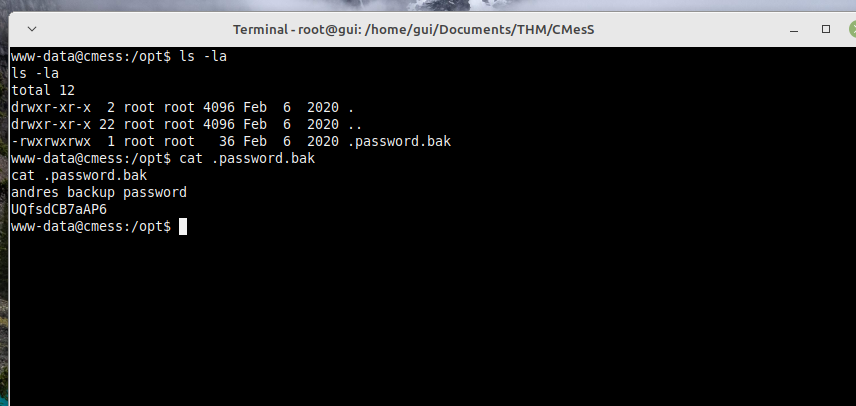 Terminal - root@gui: /home/gui/Documents/THM/CMesS
www-data@cmess:/opt$ ls -la
ls -la
total 12
drwxr-xr-x  2 root root 4096 Feb  6  2020 .
drwxr-xr-x 22 root root 4096 Feb  6  2020 ..
-rwxrwxrwx  1 root root   36 Feb  6  2020 .password.bak
www-data@cmess:/opt$ cat .password.bak
cat .password.bak
andres backup password
UQfsdCB7aAP6
www-data@cmess:/opt$